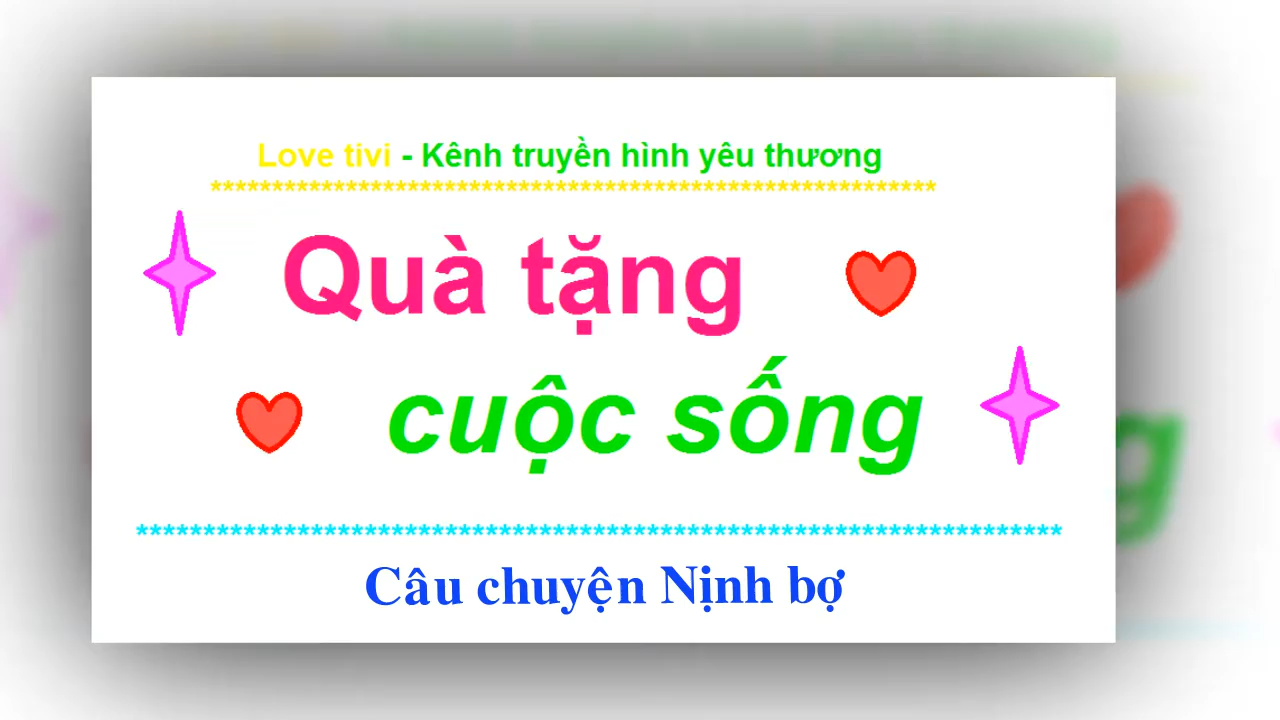 Love tivi - Kênh truyền hình yêu thương
***********************************************************
Quà tặng
cuộc sống
*********************************************************************
Câu chuyện Nịnh bợ